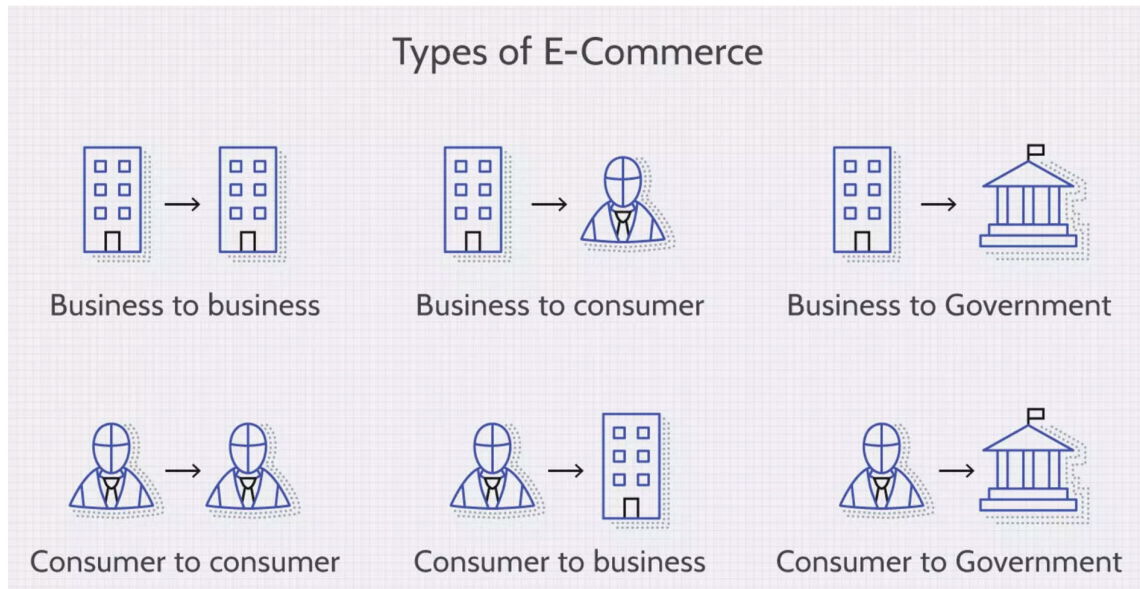 Types of E-Commerce
Business to business
Business to consumer
Business to Government
Consumer to consumer
Consumer to business
Consumer to Government